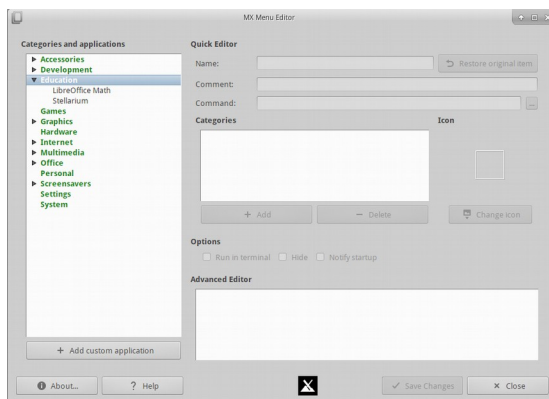 MX Menu Editor
Categories and applications
Accessories
Development
Education
LibreOffice Math
Stellarium
Games
Graphics
Hardware
Internet
Multimedia
Office
Personal
Screensavers
Settings
System
+ Add custom application
Quick Editor
Name:
Restore original item
Comment:
Command:
...
Categories
Icon
+ Add
− Delete
Change icon
Options
Run in terminal
Hide
Notify startup
Advanced Editor
About...
? Help
Save Changes
× Close